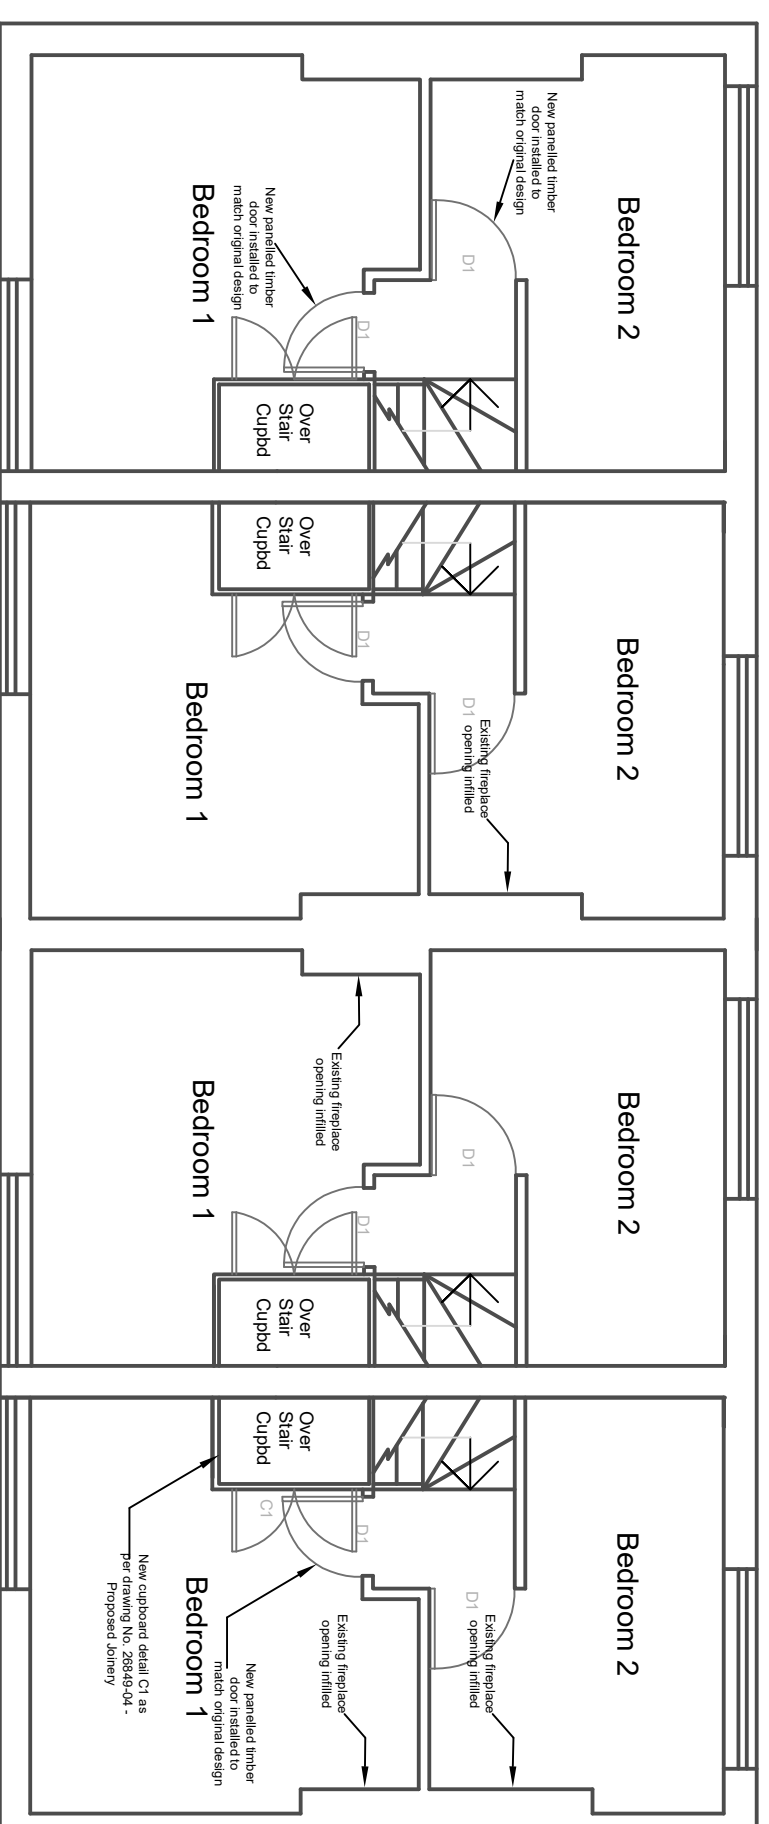 New panelled timber
door installed to
match original design
D1
Bedroom 2
New panelled timber
door installed to
match original design
Bedroom 1
D1
Over
Stair
Cupbd
Over
Stair
Cupbd
D1
Bedroom 2
D1
Existing fireplace
opening infilled
Bedroom 1
Existing fireplace
opening infilled
Bedroom 2
D1
Bedroom 1
D1
Over
Stair
Cupbd
Over
Stair
Cupbd
D1
C1
Bedroom 2
D1
Existing fireplace
opening infilled
Existing fireplace
opening infilled
Bedroom 1
New panelled timber
door installed to
match original design
New cupboard detail C1 as
per drawing No. 26849-04 -
Proposed Joinery